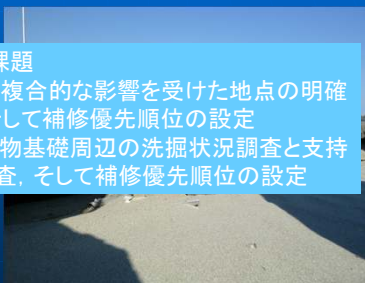 課題
複合的な影響を受けた地点の明確
して補修優先順位の設定
物基礎周辺の洗掘状況調査と支持
査，そして補修優先順位の設定